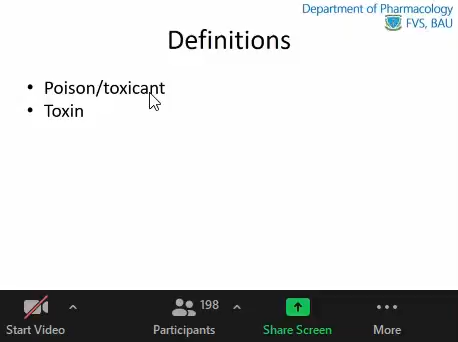 Department of Pharmacology
FVS, BAU
Definitions
• Poison/toxicant
• Toxin
198
Start Video
Participants
Share Screen
More